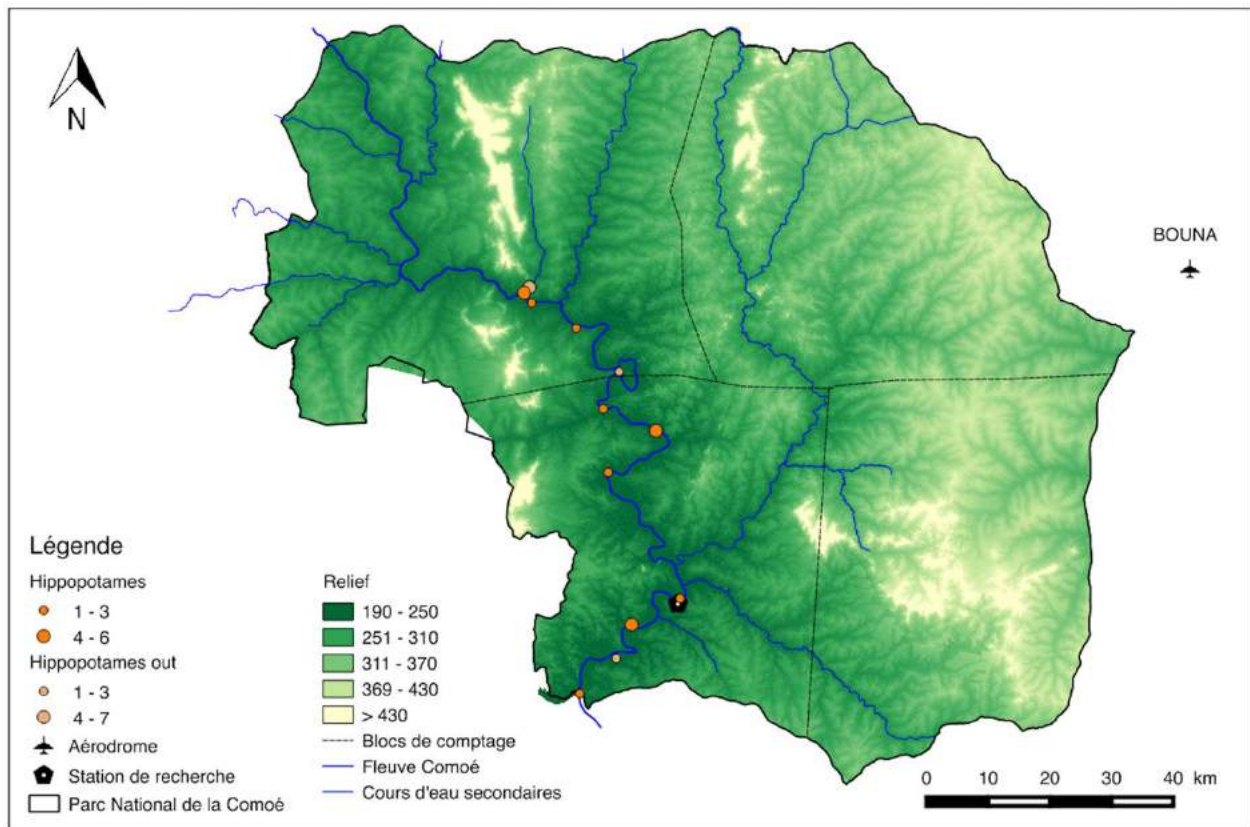 N
BOUNA
Légende
Hippopotames
1 - 3
4 - 6
Hippopotames out
1 - 3
4 - 7
Aérodrome
Station de recherche
Parc National de la Comoé
Relief
190 - 250
251 - 310
311 - 370
369 - 430
> 430
Blocs de comptage
Fleuve Comoé
Cours d'eau secondaires
0 10 20 30 40 km